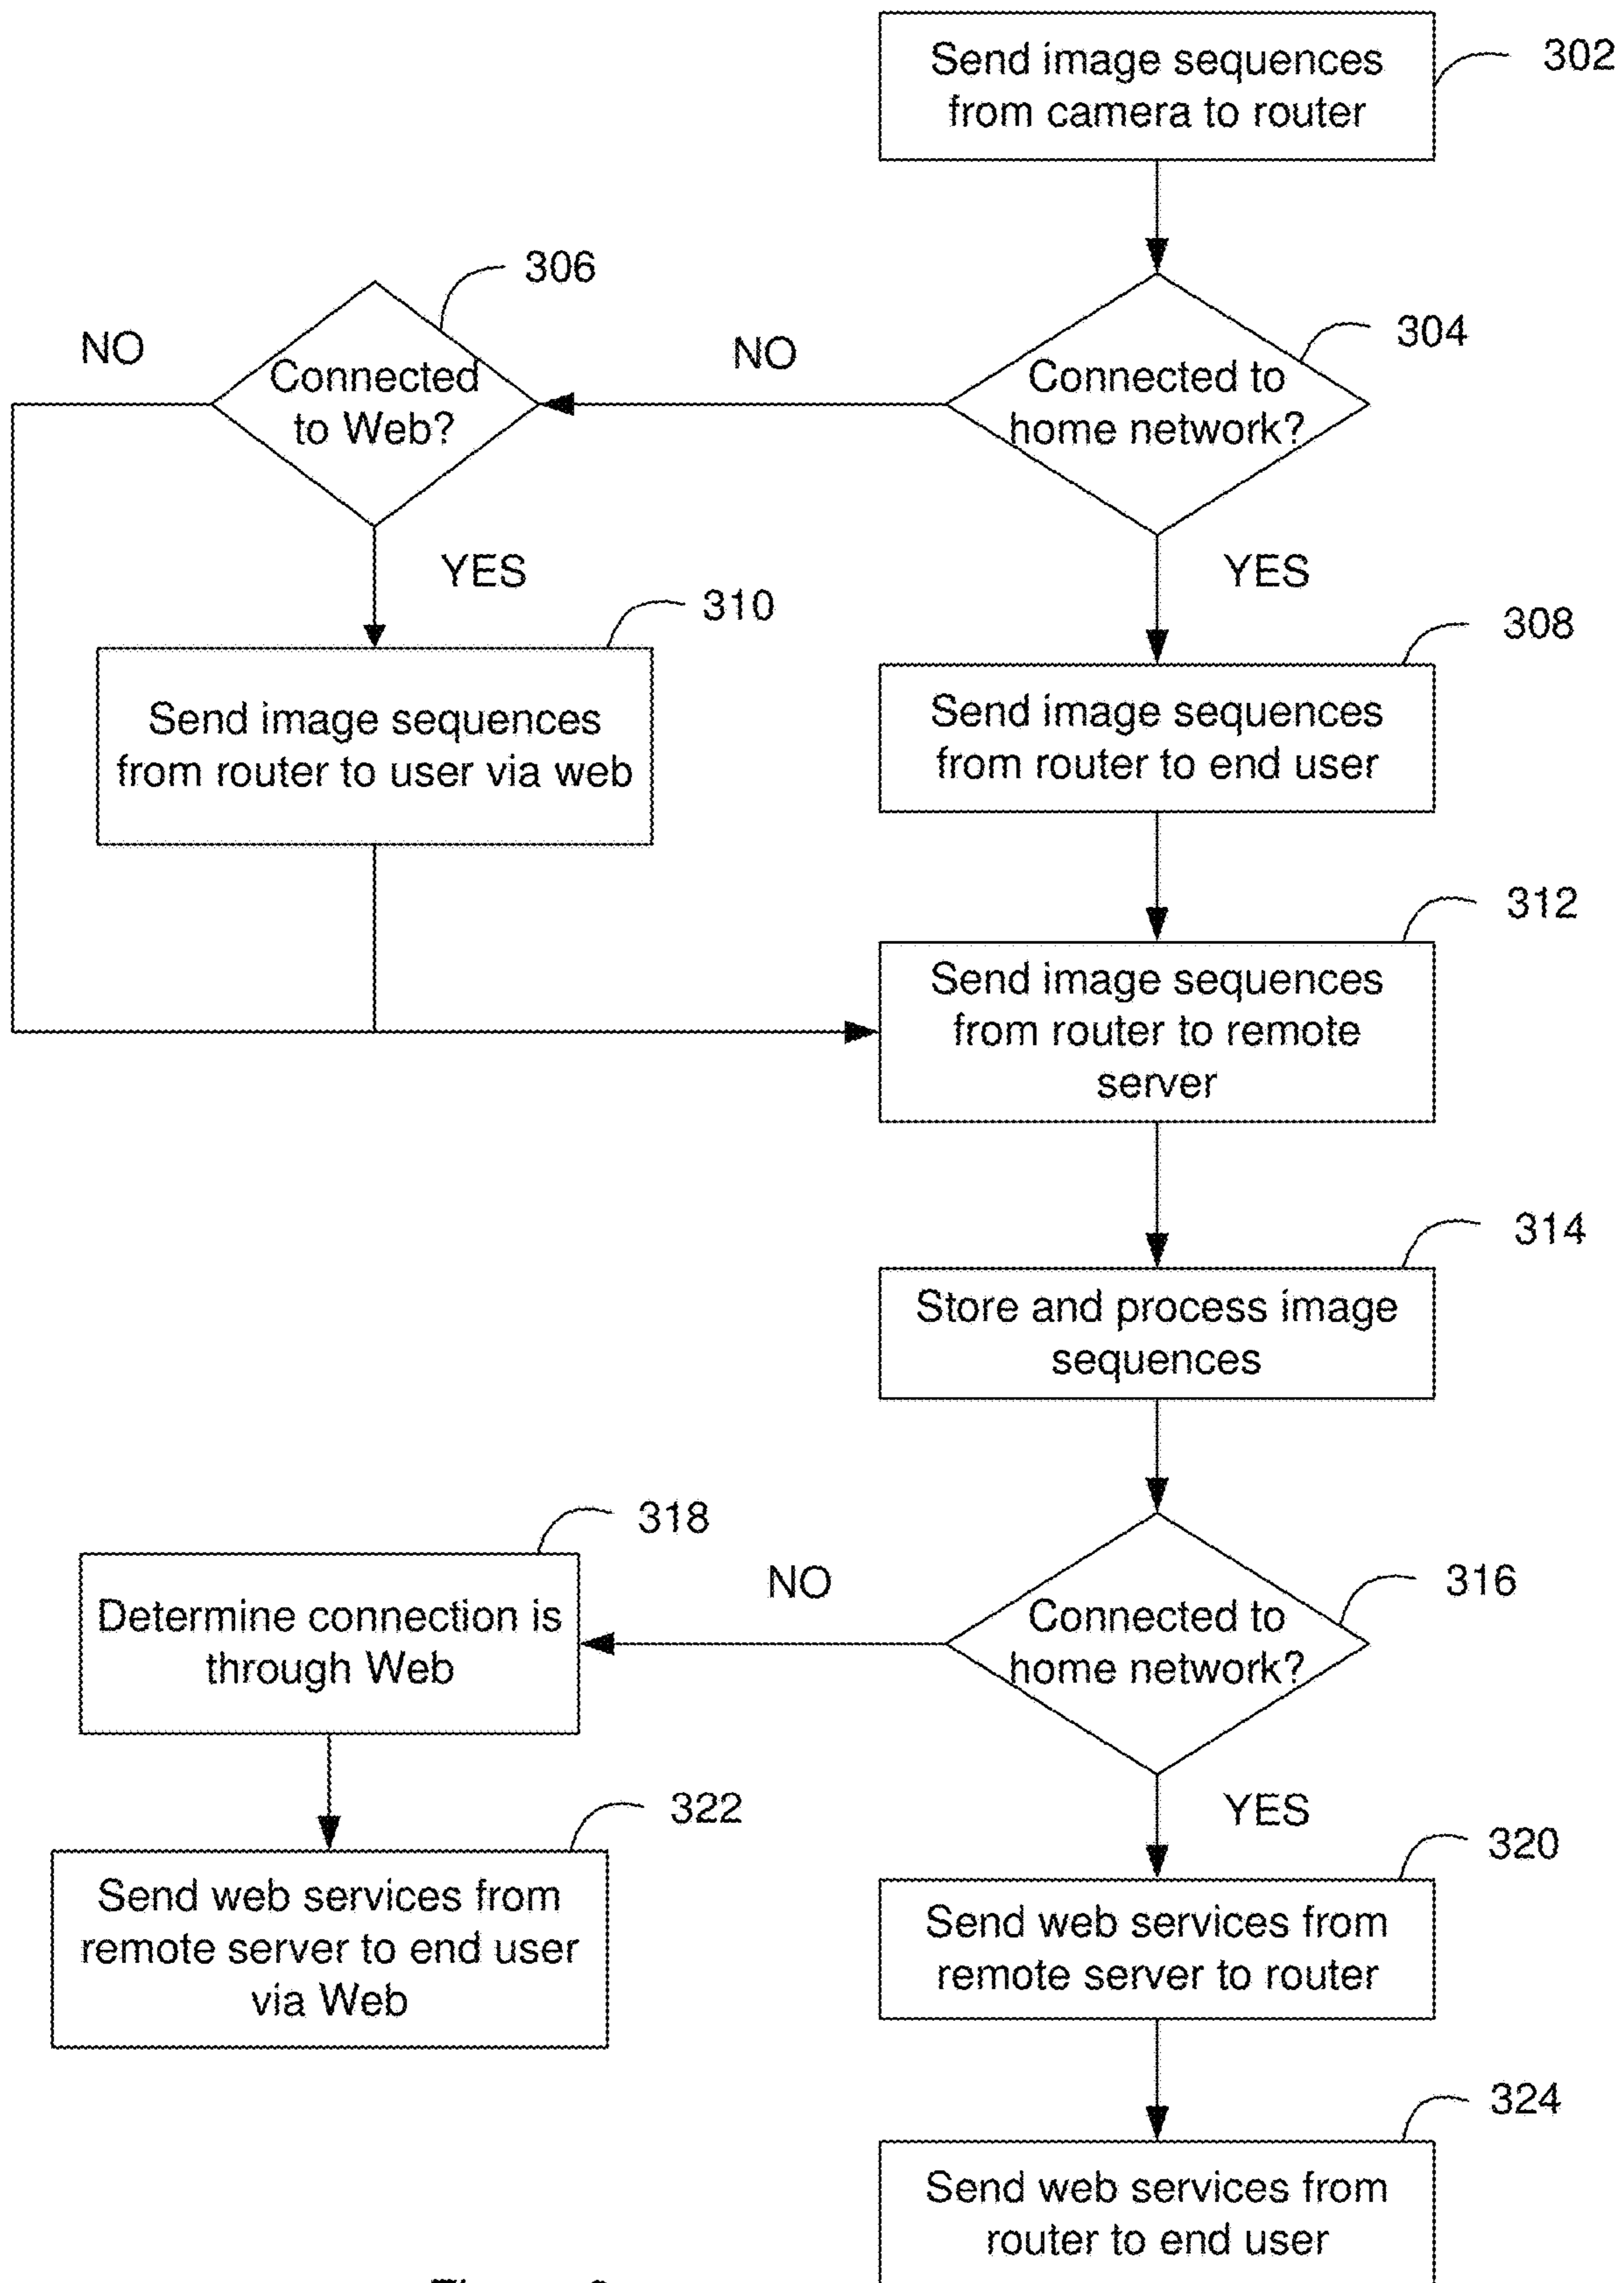 Send image sequences
from camera to router
302
306
304
NO
NO
Connected
to Web?
Connected to
home network?
YES
YES
310
308
Send image sequences
from router to user via web
Send image sequences
from router to end user
312
Send image sequences
from router to remote
server
314
Store and process image
sequences
318
316
NO
Determine connection is
through Web
Connected to
home network?
322
YES
320
Send web services from
remote server to end user
via Web
Send web services from
remote server to router
324
Send web services from
router to end user